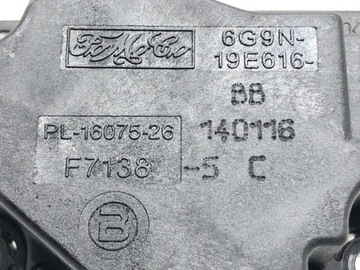 FoMoCo
6G9N-
19E616-
BB
PL-16075-26
140116
F7138
-5 C
B